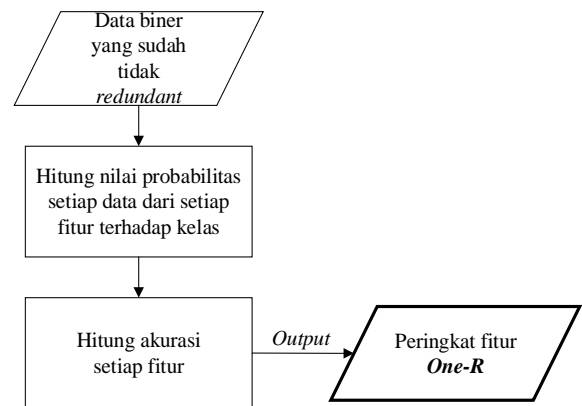 Data biner
yang sudah
tidak
redundant
Hitung nilai probabilitas
setiap data dari setiap
fitur terhadap kelas
Hitung akurasi
setiap fitur
Output
Peringkat fitur
One-R